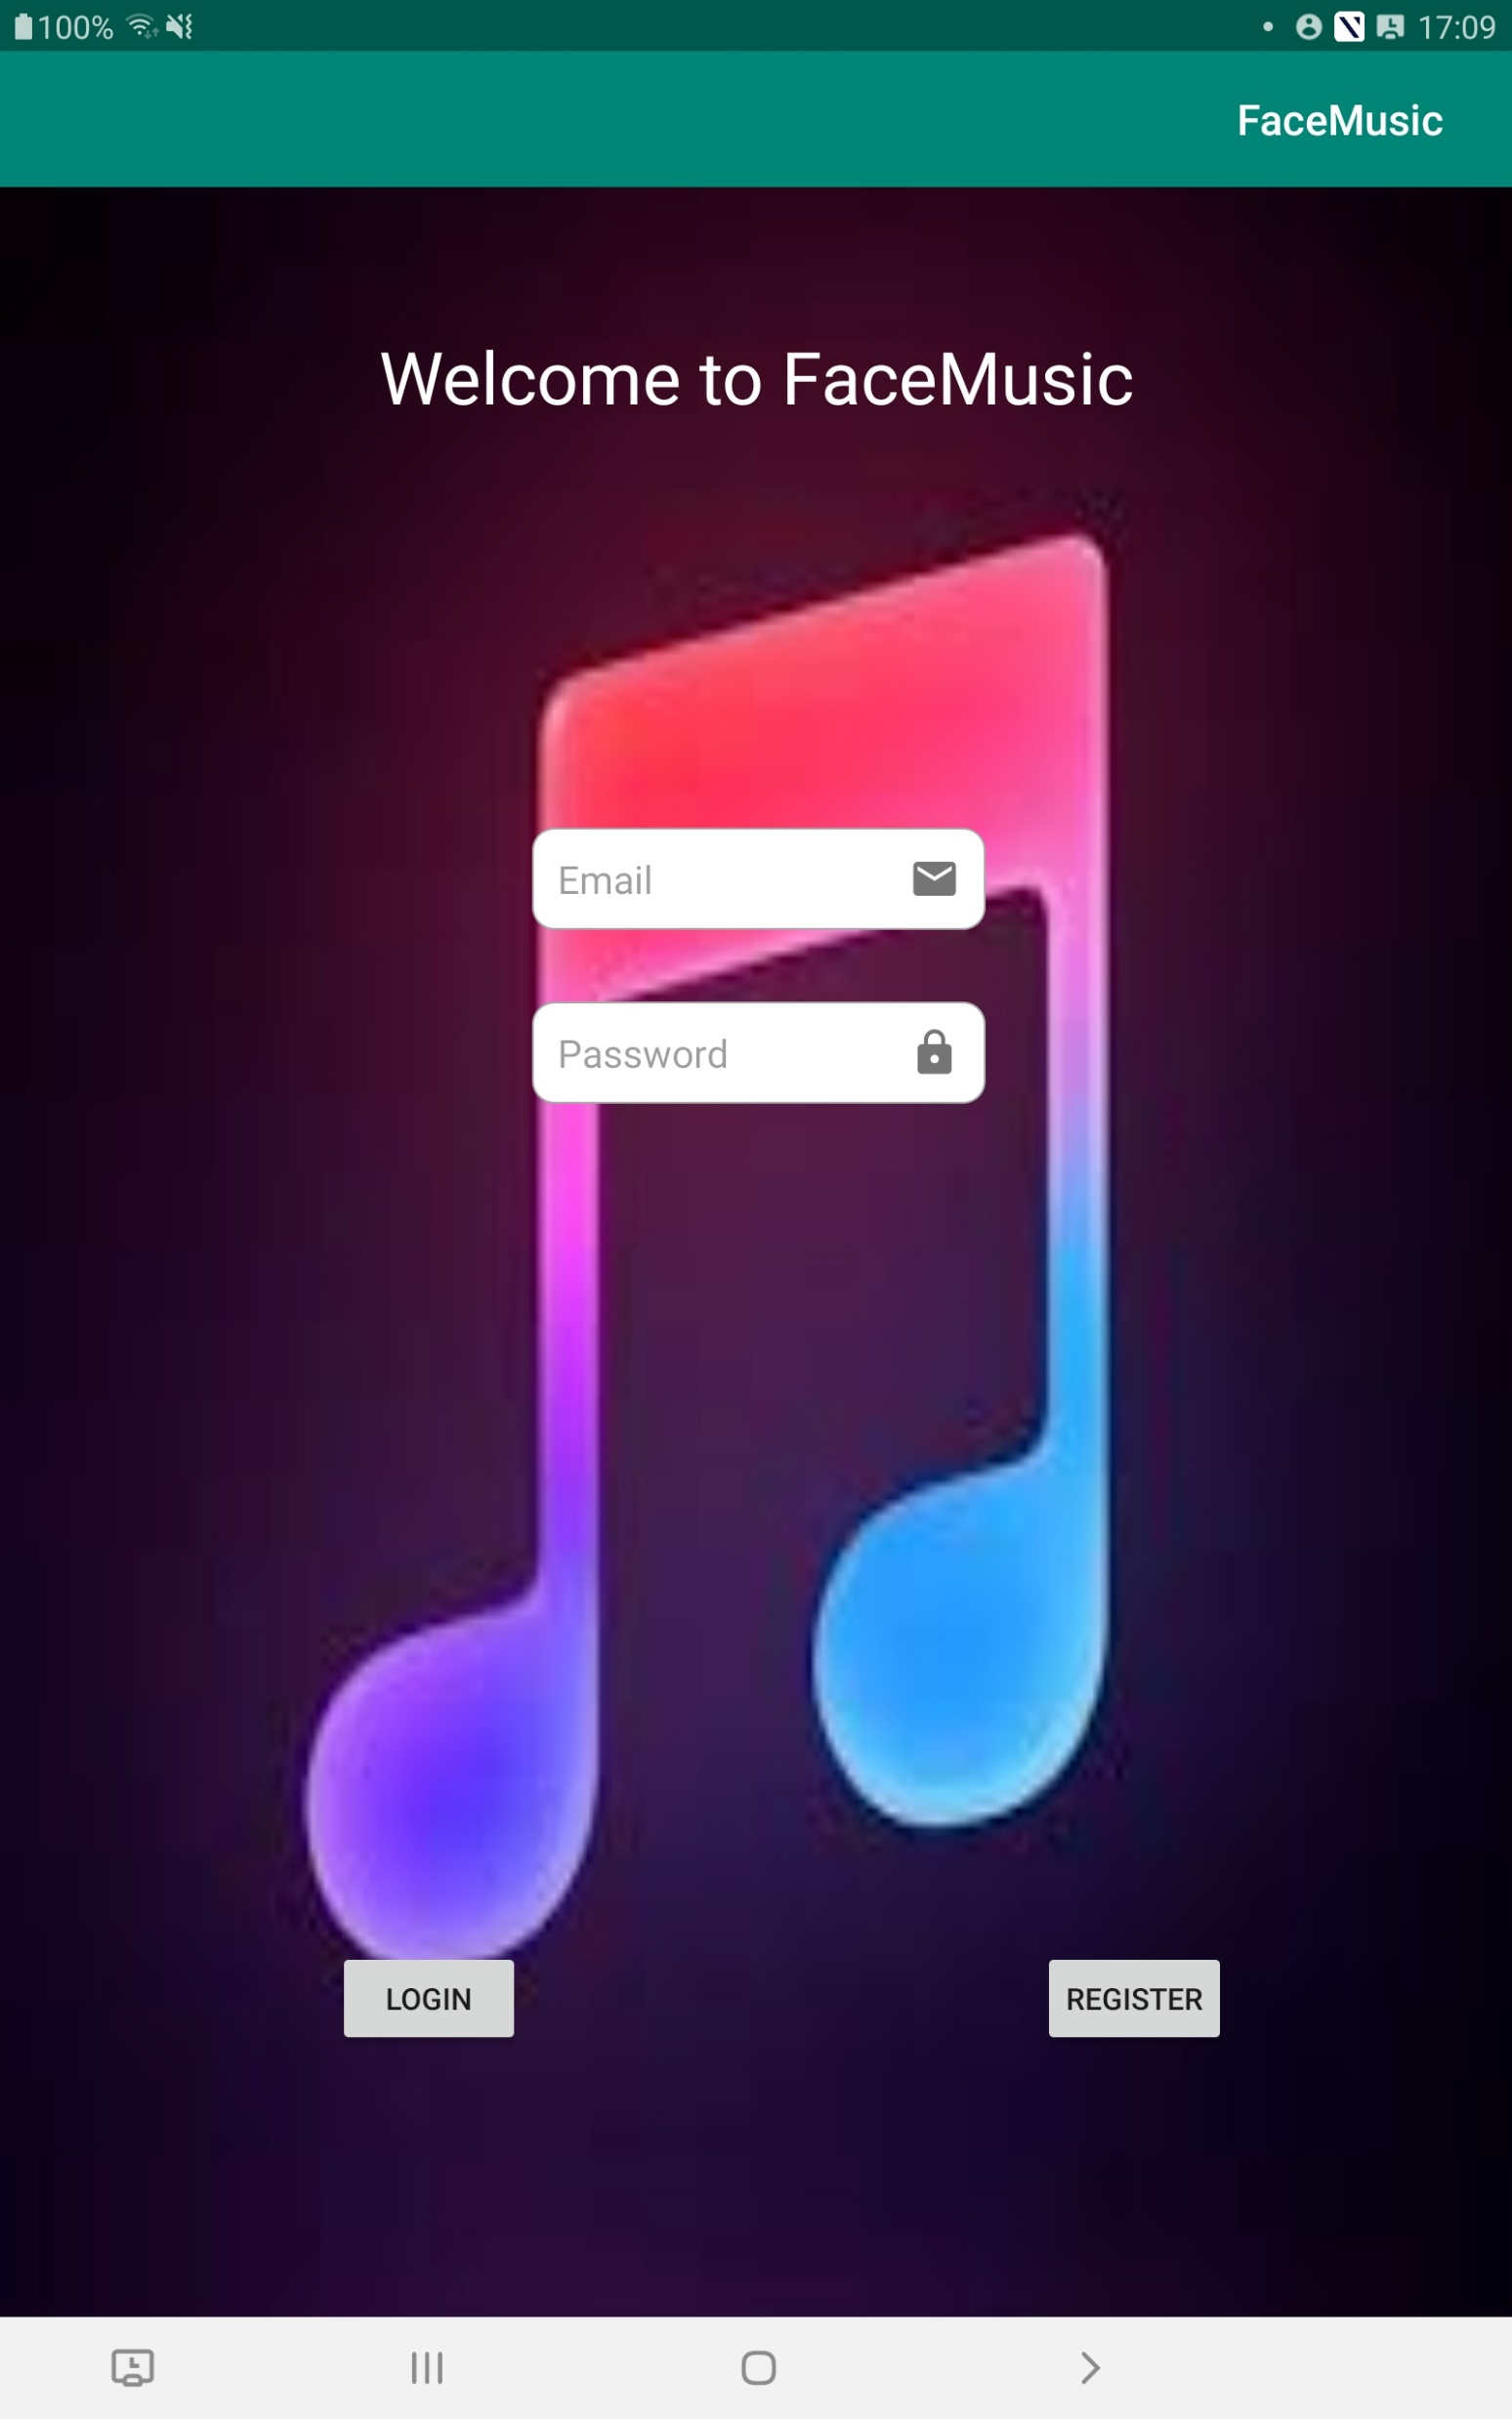 100% 17:09
FaceMusic
Welcome to FaceMusic
Email
Password
LOGIN REGISTER